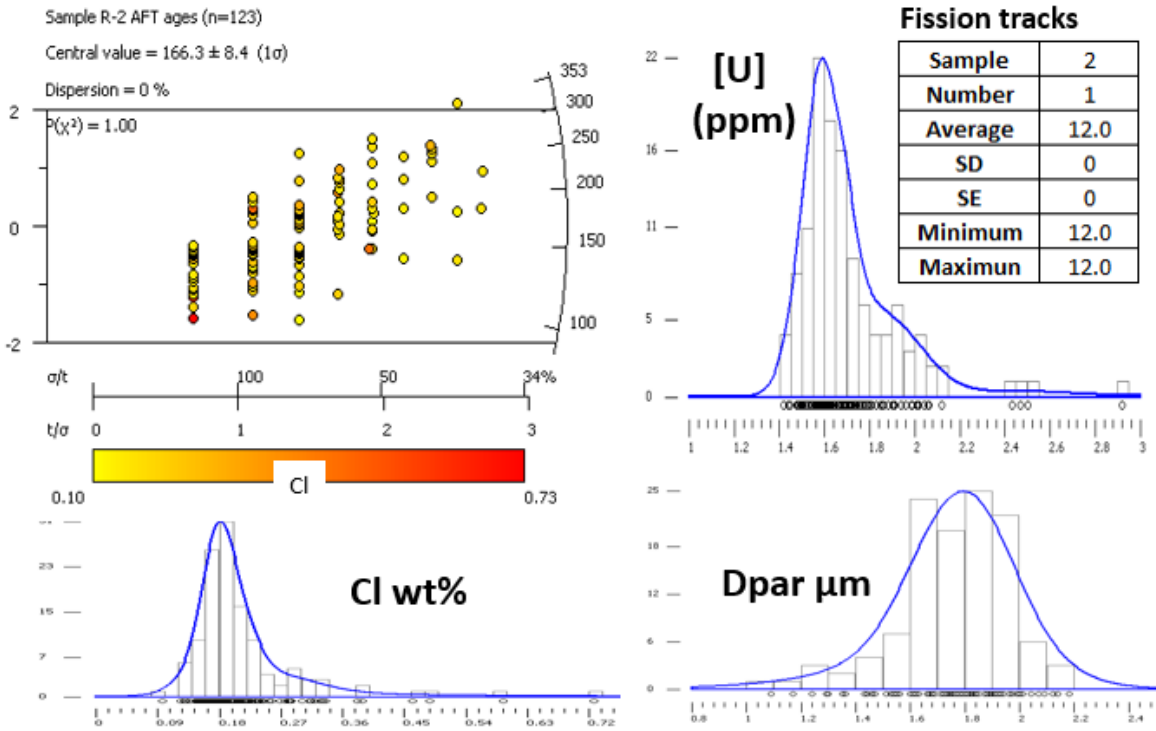 Sample R-2 AFT ages (n=123)
Central value = 166.3 ± 8.4 (1σ)
Dispersion = 0 %
P(χ²) = 1.00
2
0
-2
353
300
250
200
150
100
σ/t 100 50 34%
t/σ 0 1 2 3
Cl
0.10 0.73
[U]
(ppm)
22
16
11
5
0
1 1.2 1.4 1.6 1.8 2 2.2 2.4 2.6 2.8 3
Fission tracks
Sample 2
Number 1
Average 12.0
SD 0
SE 0
Minimum 12.0
Maximun 12.0
Cl wt%
23
15
7
0
0 0.09 0.18 0.27 0.36 0.45 0.54 0.63 0.72
Dpar µm
25
18
12
6
0
0.8 1 1.2 1.4 1.6 1.8 2 2.2 2.4